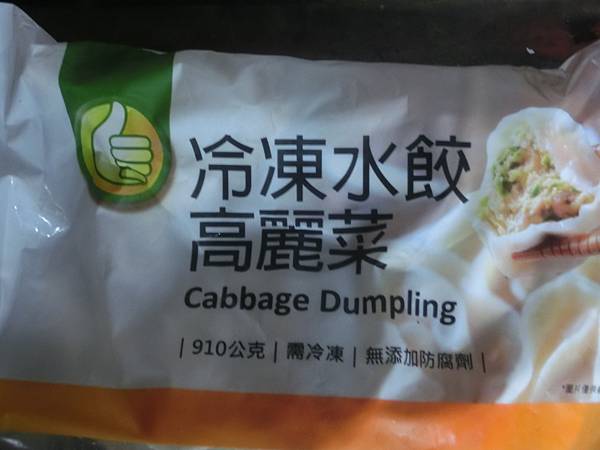 冷凍水餃
高麗菜
Cabbage Dumpling
| 910公克 | 需冷凍 | 無添加防腐劑 |